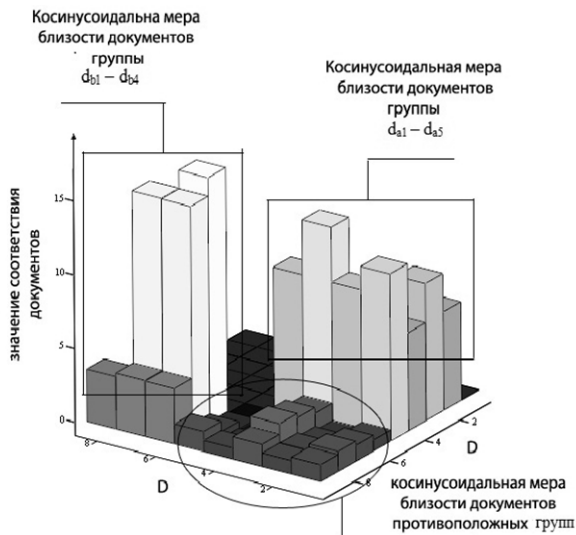 Косинусоидальна мера
близости документов
группы
db1 – db4
Косинусоидальная мера
близости документов
группы
da1 – da5
значение соответствия
документов
15
10
5
0
8
6
4
2
D
2
4
6
8
D
косинусоидальная мера
близости документов
противоположных групп